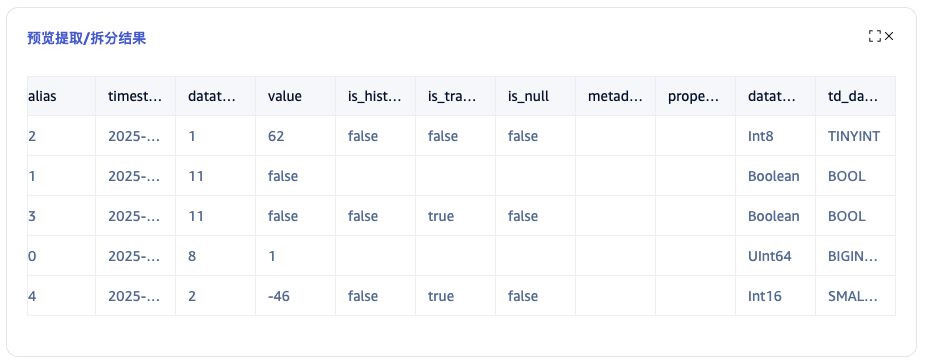 预览提取/拆分结果
alias timest... datat... value is_hist... is_tra... is_null metad... prope... datat... td_da...
2 2025-... 1 62 false false false Int8 TINYINT
1 2025-... 11 false Boolean BOOL
3 2025-... 11 false false true false Boolean BOOL
0 2025-... 8 1 UInt64 BIGIN...
4 2025-... 2 -46 false true false Int16 SMAL...